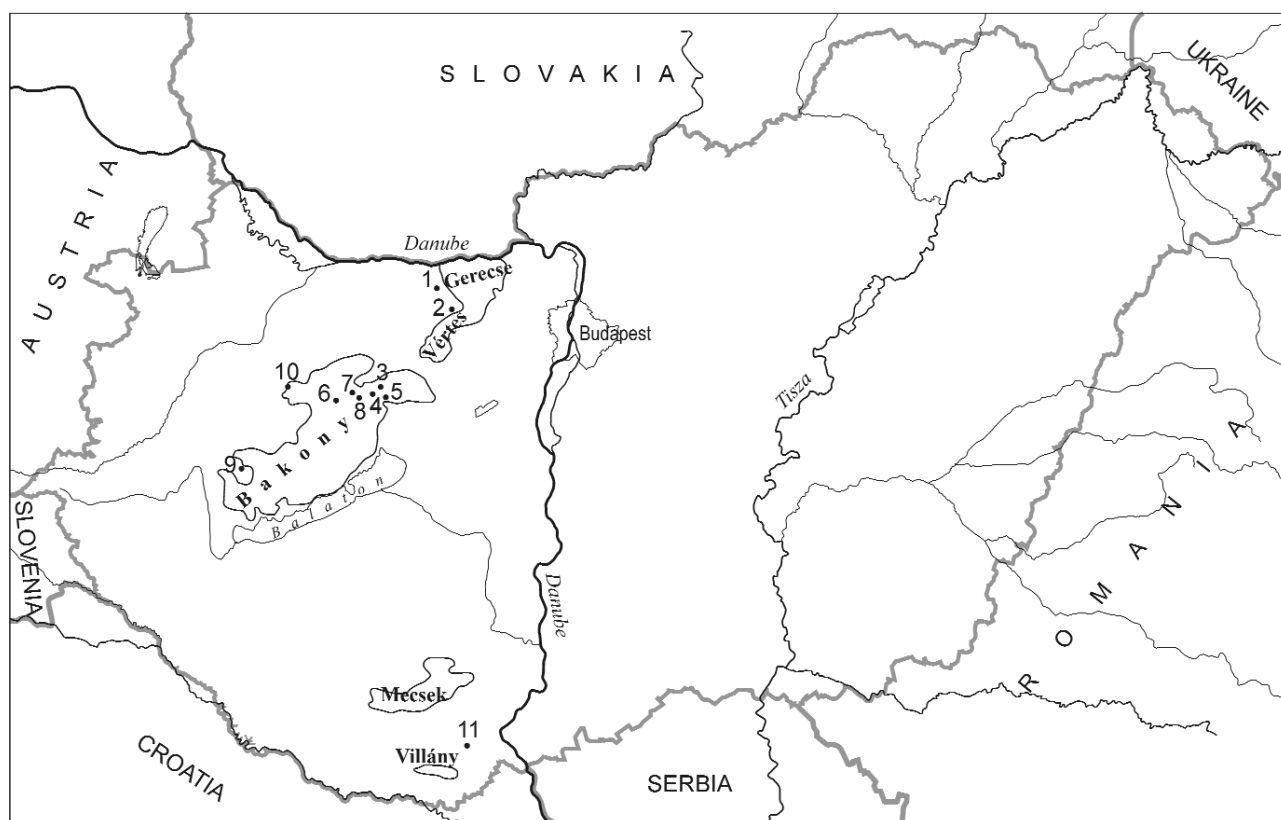 SLOVAKIA
UKRAINE
AUSTRIA
Danube
1
Gerecse
2
Vértes
Budapest
10
7
3
6
8
4
5
Tisza
9
Bakony
Balaton
SLOVENIA
Danube
ROMANIA
Mecsek
11
Villány
CROATIA
SERBIA